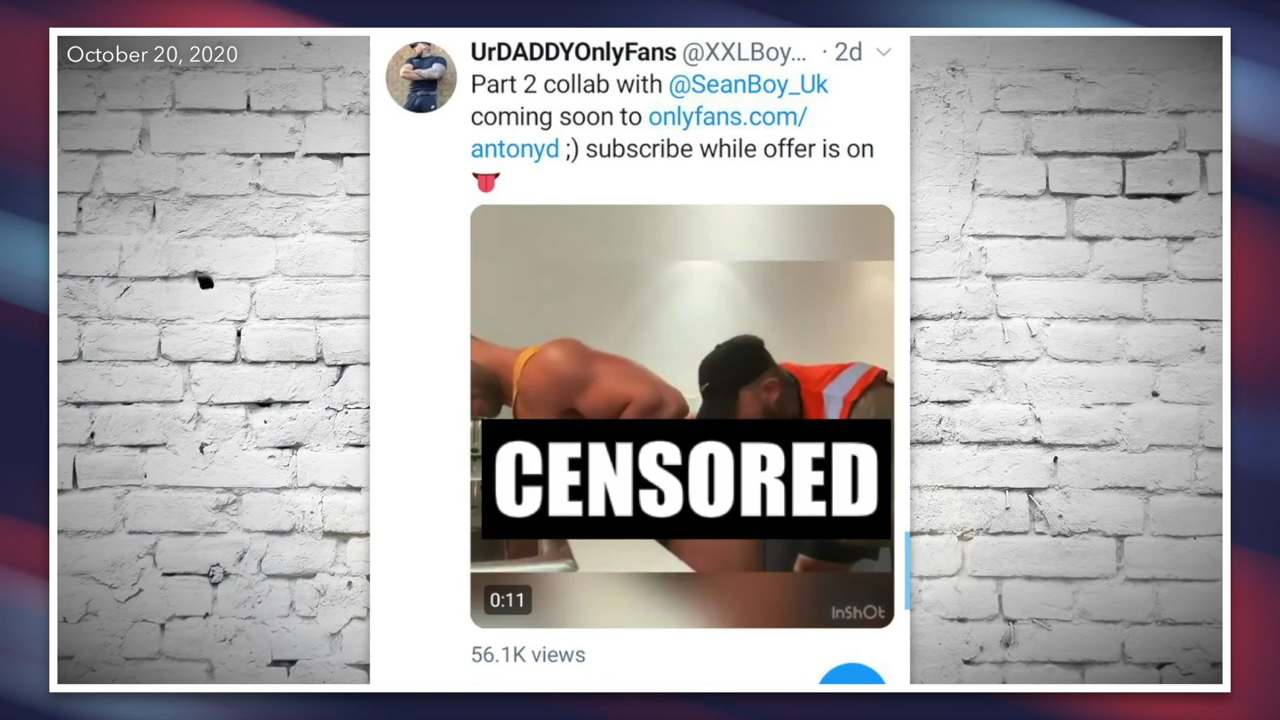 October 20, 2020
UrDADDYOnlyFans @XXLBoy... · 2d
Part 2 collab with @SeanBoy_Uk
coming soon to onlyfans.com/
antonyd ;) subscribe while offer is on
👅
CENSORED
0:11
InShOt
56.1K views